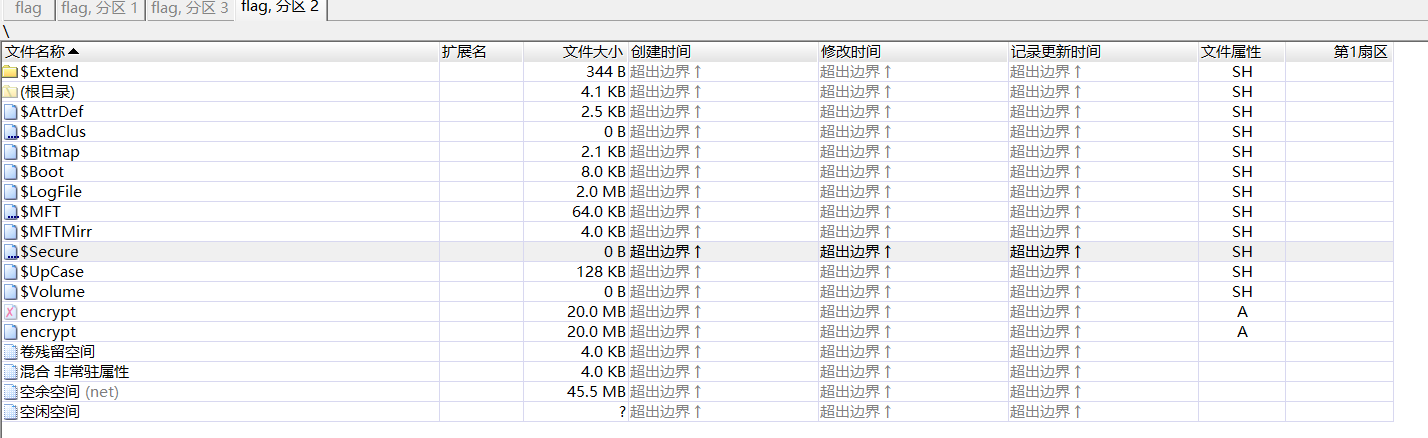 flag flag, 分区 1 flag, 分区 3 flag, 分区 2
\
文件名称 扩展名 文件大小 创建时间 修改时间 记录更新时间 文件属性 第1扇区
$Extend 344 B 超出边界↑ 超出边界↑ 超出边界↑ SH
(根目录) 4.1 KB 超出边界↑ 超出边界↑ 超出边界↑ SH
$AttrDef 2.5 KB 超出边界↑ 超出边界↑ 超出边界↑ SH
$BadClus 0 B 超出边界↑ 超出边界↑ 超出边界↑ SH
$Bitmap 2.1 KB 超出边界↑ 超出边界↑ 超出边界↑ SH
$Boot 8.0 KB 超出边界↑ 超出边界↑ 超出边界↑ SH
$LogFile 2.0 MB 超出边界↑ 超出边界↑ 超出边界↑ SH
$MFT 64.0 KB 超出边界↑ 超出边界↑ 超出边界↑ SH
$MFTMirr 4.0 KB 超出边界↑ 超出边界↑ 超出边界↑ SH
$Secure 0 B 超出边界↑ 超出边界↑ 超出边界↑ SH
$UpCase 128 KB 超出边界↑ 超出边界↑ 超出边界↑ SH
$Volume 0 B 超出边界↑ 超出边界↑ 超出边界↑ SH
encrypt 20.0 MB 超出边界↑ 超出边界↑ 超出边界↑ A
encrypt 20.0 MB 超出边界↑ 超出边界↑ 超出边界↑ A
卷残留空间 4.0 KB 超出边界↑ 超出边界↑ 超出边界↑
混合 非常驻属性 4.0 KB 超出边界↑ 超出边界↑ 超出边界↑
空余空间 (net) 45.5 MB 超出边界↑ 超出边界↑ 超出边界↑
空闲空间 ? 超出边界↑ 超出边界↑ 超出边界↑